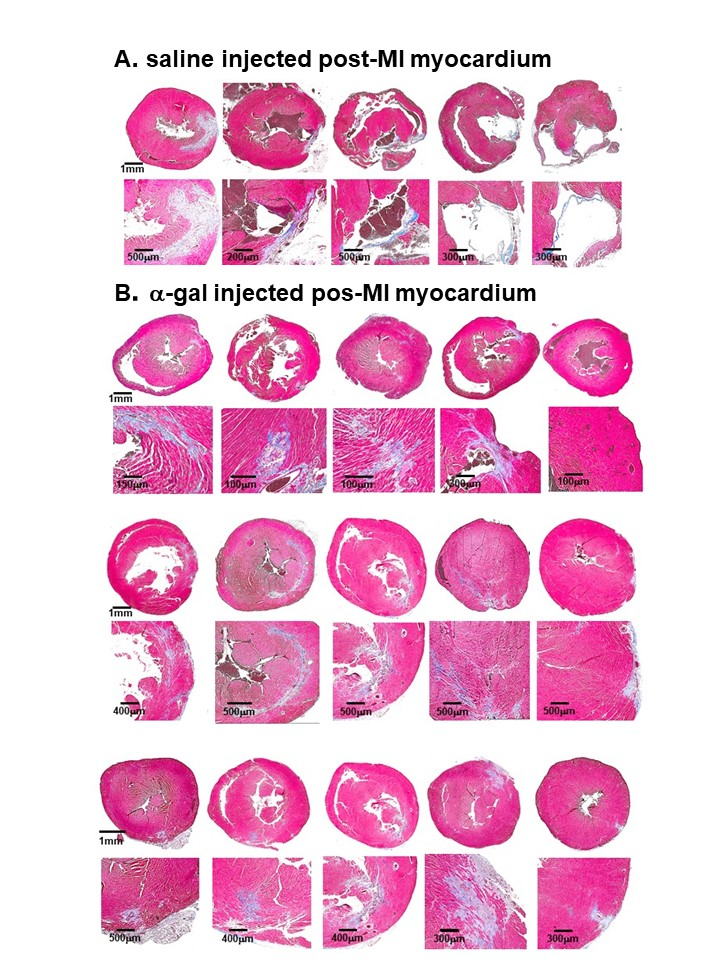 A. saline injected post-MI myocardium
1mm
500μm 200μm 500μm 300μm 300μm
B. α-gal injected pos-MI myocardium
1mm
150μm 100μm 100μm 300μm 100μm
1mm
400μm 500μm 500μm 500μm 500μm
1mm
500μm 400μm 400μm 300μm 300μm